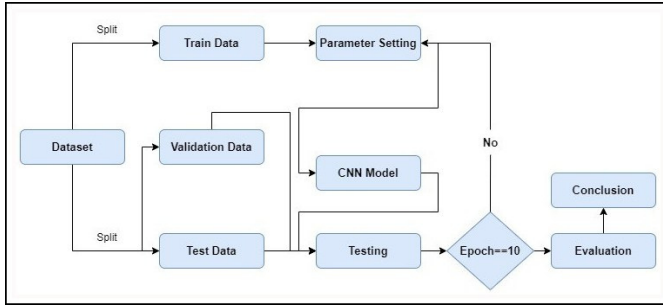 Split
Train Data
Parameter Setting
No
Dataset
Validation Data
CNN Model
Conclusion
Split
Test Data
Testing
Epoch==10
Evaluation